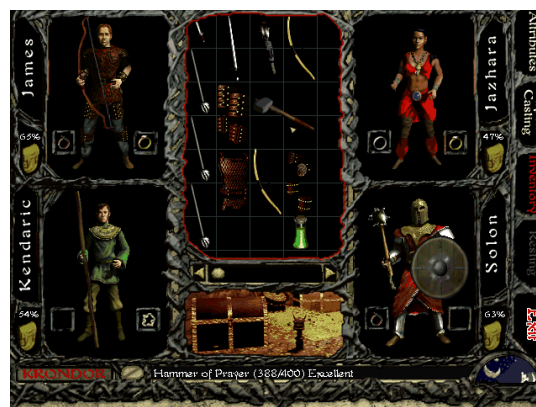 James
65%
Jazhara
47%
Kendaric
54%
Solon
63%
Attributes
Casting
Inventory
Resting
Exit
KRONDOR
Hammer of Prayer (388/400) Excellent